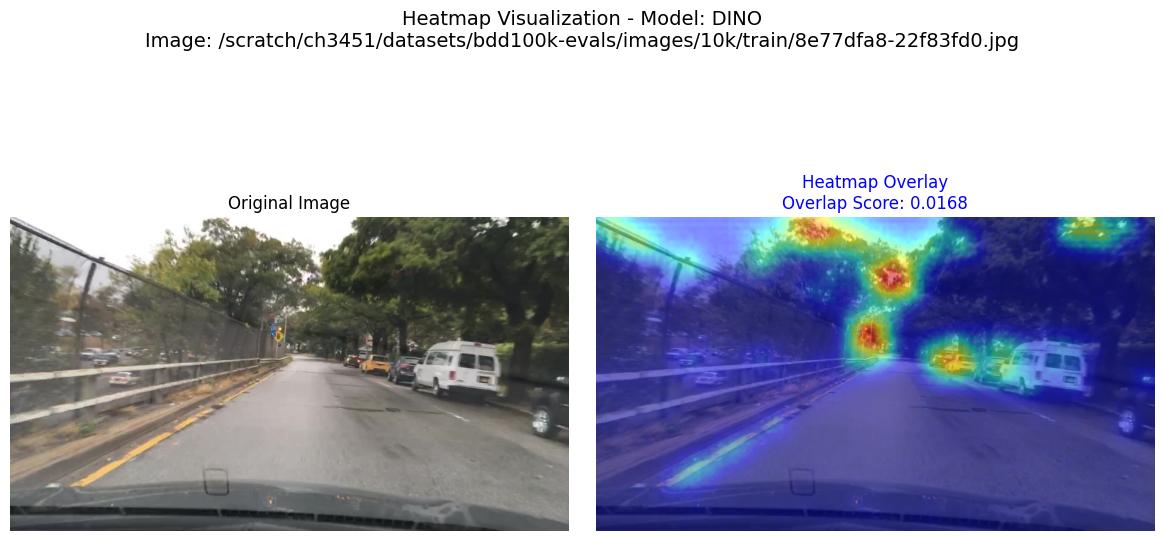 Heatmap Visualization - Model: DINO
Image: /scratch/ch3451/datasets/bdd100k-evals/images/10k/train/8e77dfa8-22f83fd0.jpg
Original Image
Heatmap Overlay
Overlap Score: 0.0168